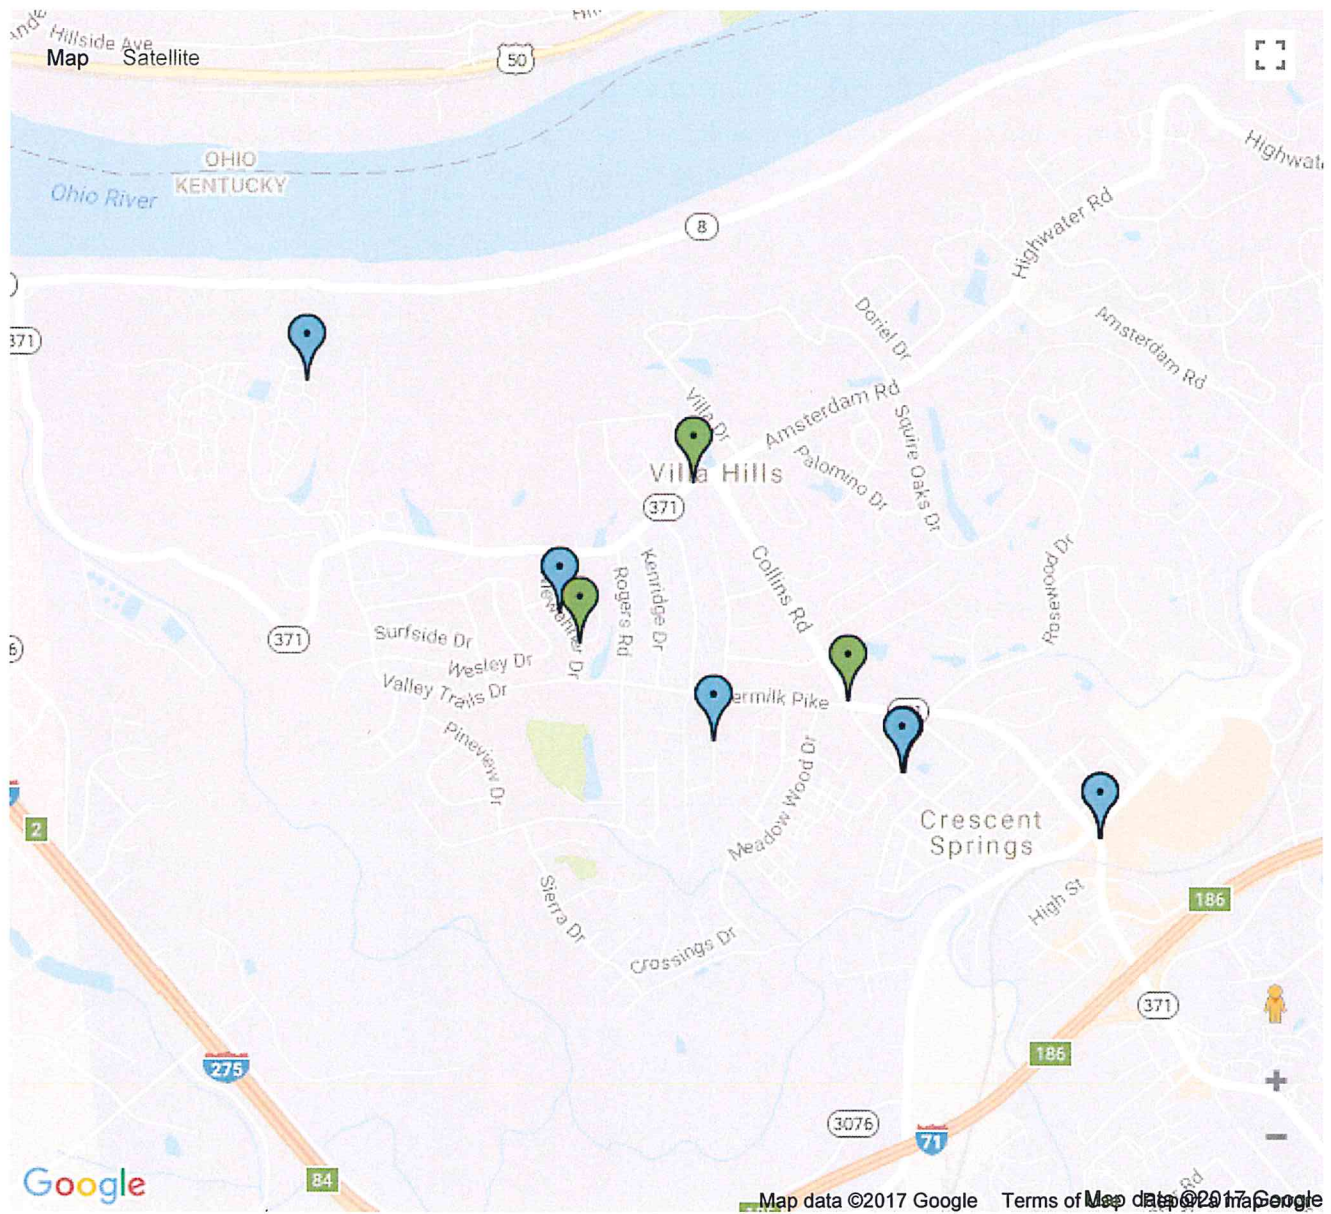 Hillside Ave
Map Satellite
50
OHIO
KENTUCKY
Ohio River
8
Highwater Rd
371
Doriel Dr
Amsterdam Rd
Villa Dr
Amsterdam Rd
Squire Oaks Dr
Palomino Dr
Villa Hills
371
Collins Rd
Kenridge Dr
Rogers Rd
Rosewood Dr
371
Surfside Dr
Wesley Dr
Valley Trails Dr
ermilk Pike
Pineview Dr
Meadow Wood Dr
2
Crescent
Springs
High St
186
Sierra Dr
Crossings Dr
371
186
275
3076
71
84
Google
Map data ©2017 Google Terms of Use
Map data ©2017 Google